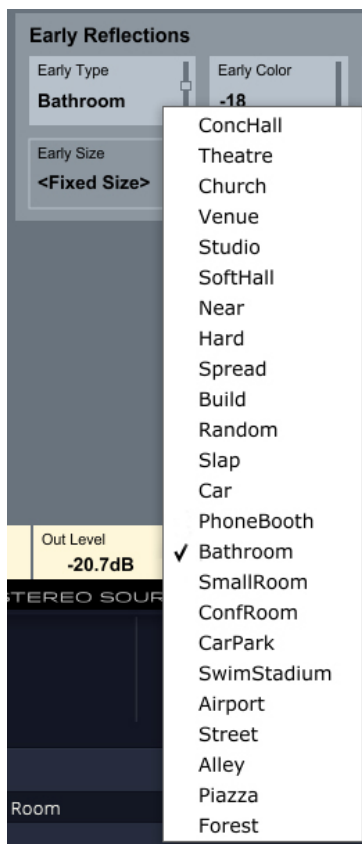 Early Reflections
Early Type
Bathroom
Early Color
-18
Early Size
<Fixed Size>
ConcHall
Theatre
Church
Venue
Studio
SoftHall
Near
Hard
Spread
Build
Random
Slap
Car
PhoneBooth
✓ Bathroom
SmallRoom
ConfRoom
CarPark
SwimStadium
Airport
Street
Alley
Piazza
Forest
Out Level
-20.7dB
STEREO SOUR
Room